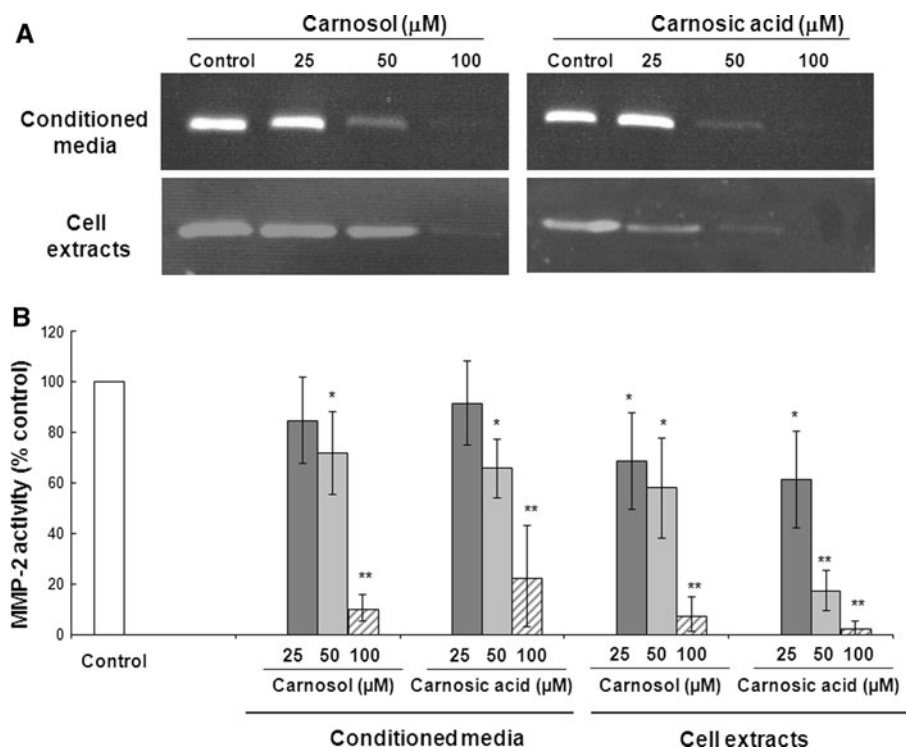 A
Carnosol (µM)
Carnosic acid (µM)
Control 25 50 100
Control 25 50 100
Conditioned
media
Cell
extracts
B
MMP-2 activity (% control)
120
100
80
60
40
20
0
* ** * ** * * ** * ** **
Control
25 50 100
25 50 100
25 50 100
25 50 100
Carnosol (µM)
Carnosic acid (µM)
Carnosol (µM)
Carnosic acid (µM)
Conditioned media
Cell extracts